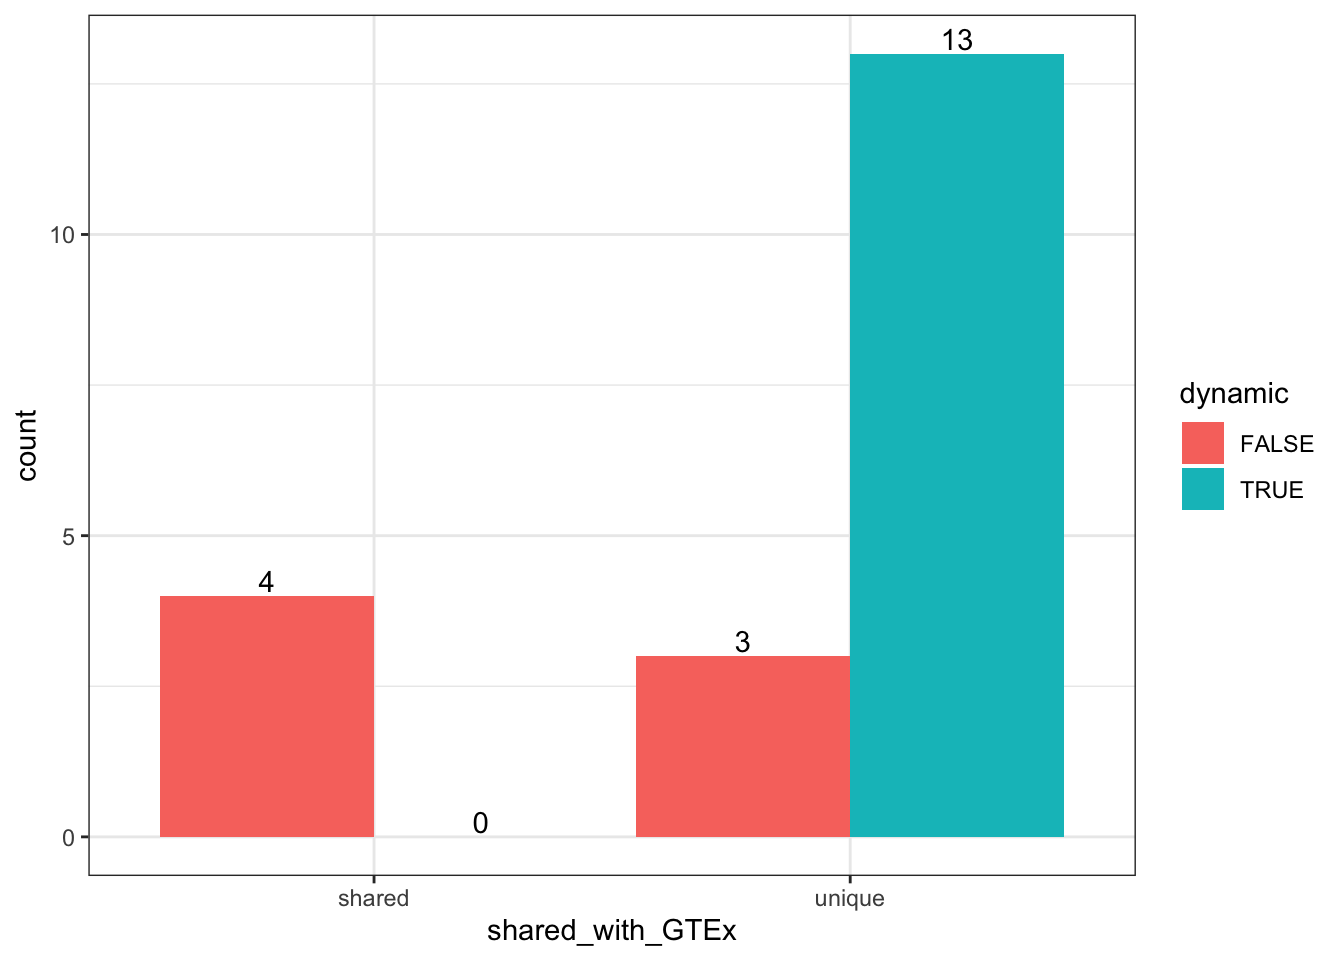 13
10
5
4
3
0
0
count
shared
unique
shared_with_GTEx
dynamic
FALSE
TRUE